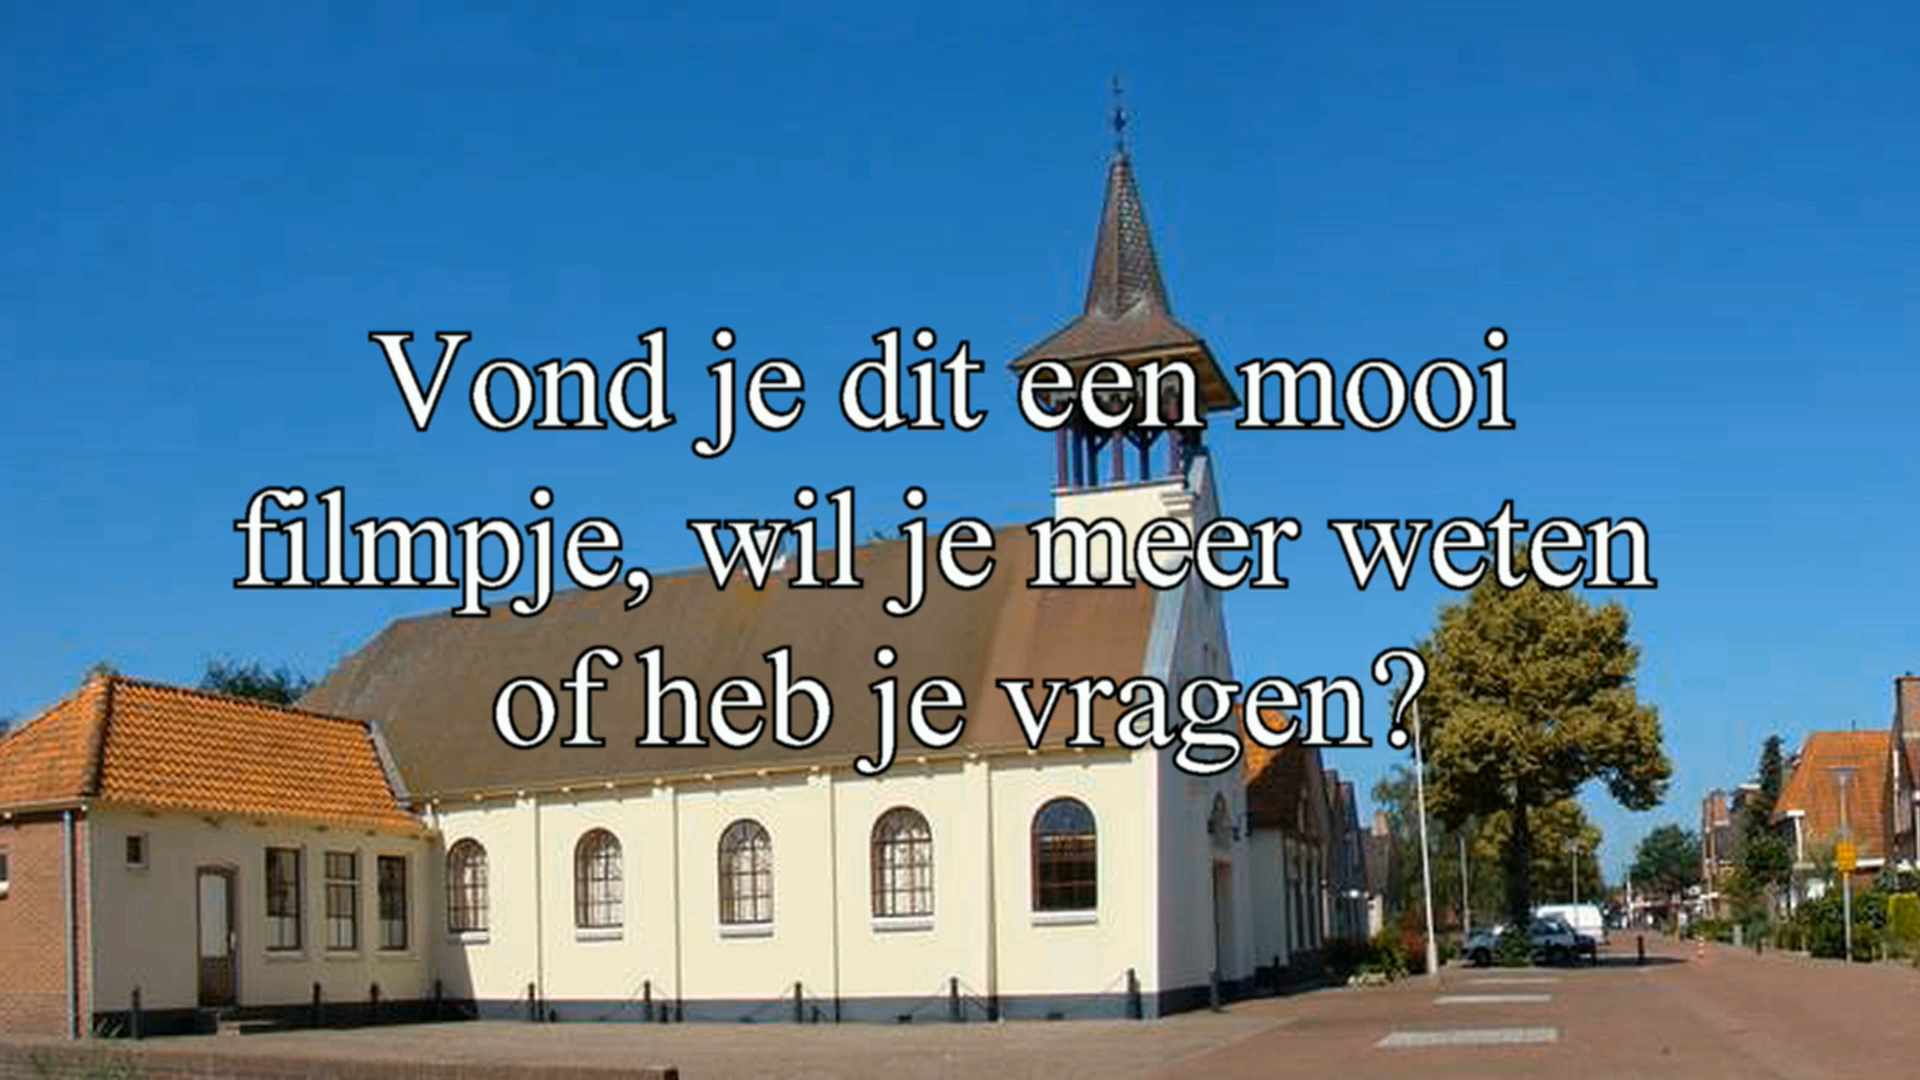 Vond je dit een mooi
filmpje, wil je meer weten
of heb je vragen?